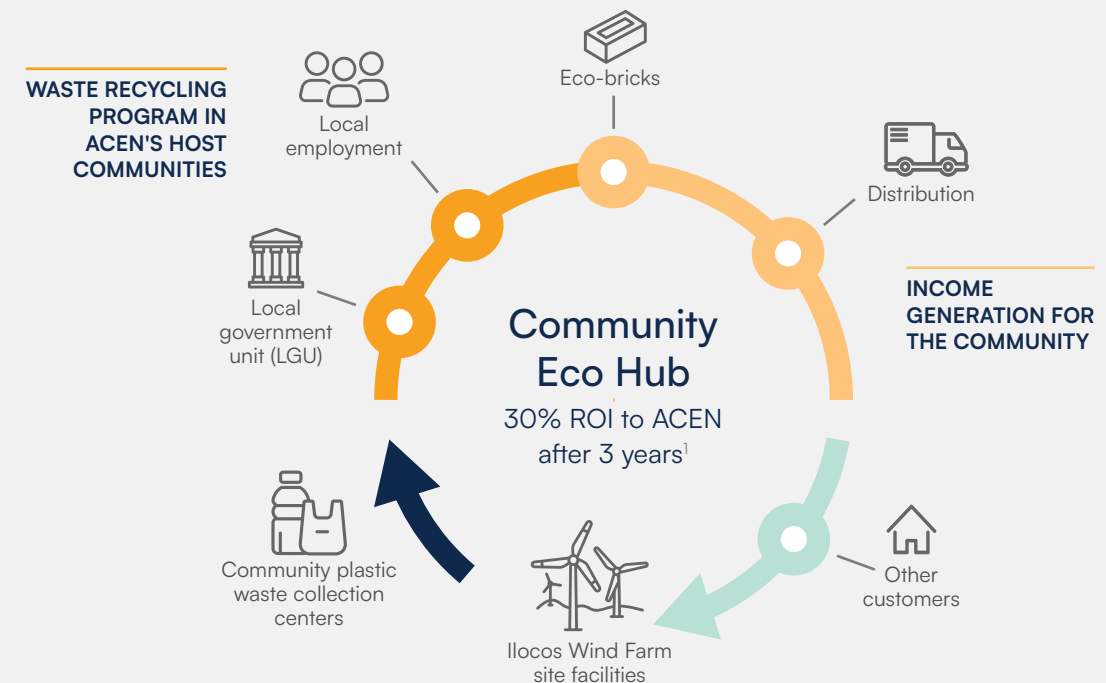 WASTE RECYCLING
PROGRAM IN
ACEN'S HOST
COMMUNITIES
Local
employment
Eco-bricks
Distribution
Local
government
unit (LGU)
INCOME
GENERATION FOR
THE COMMUNITY
Community
Eco Hub
30% ROI to ACEN
after 3 years¹
Community plastic
waste collection
centers
Ilocos Wind Farm
site facilities
Other
customers